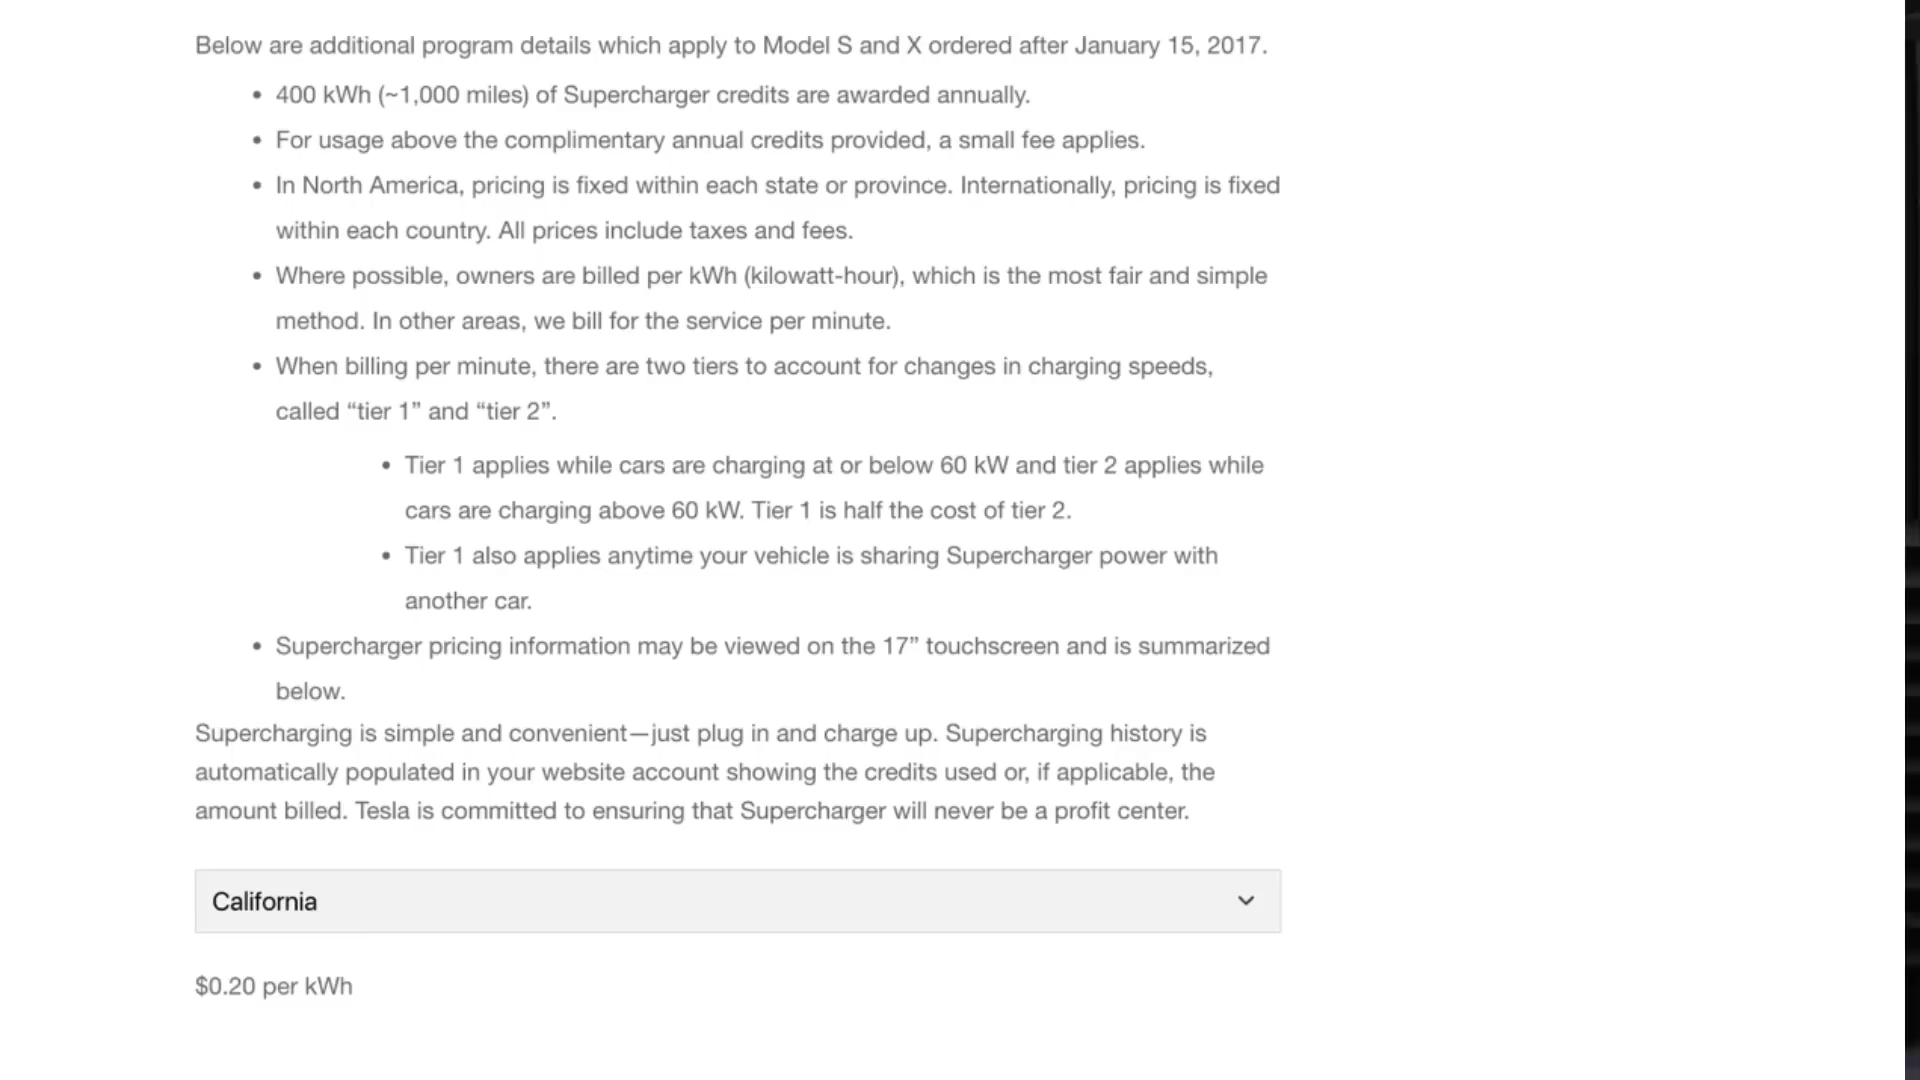 Below are additional program details which apply to Model S and X ordered after January 15, 2017.
• 400 kWh (~1,000 miles) of Supercharger credits are awarded annually.
• For usage above the complimentary annual credits provided, a small fee applies.
• In North America, pricing is fixed within each state or province. Internationally, pricing is fixed
within each country. All prices include taxes and fees.
• Where possible, owners are billed per kWh (kilowatt-hour), which is the most fair and simple
method. In other areas, we bill for the service per minute.
• When billing per minute, there are two tiers to account for changes in charging speeds,
called “tier 1” and “tier 2”.
• Tier 1 applies while cars are charging at or below 60 kW and tier 2 applies while
cars are charging above 60 kW. Tier 1 is half the cost of tier 2.
• Tier 1 also applies anytime your vehicle is sharing Supercharger power with
another car.
• Supercharger pricing information may be viewed on the 17” touchscreen and is summarized
below.
Supercharging is simple and convenient—just plug in and charge up. Supercharging history is
automatically populated in your website account showing the credits used or, if applicable, the
amount billed. Tesla is committed to ensuring that Supercharger will never be a profit center.
California
$0.20 per kWh